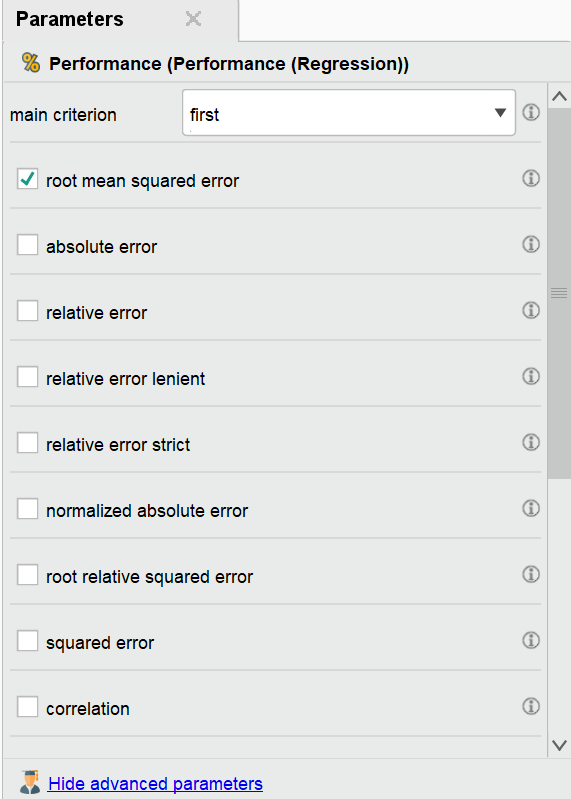 Parameters
Performance (Performance (Regression))
main criterion first
root mean squared error
absolute error
relative error
relative error lenient
relative error strict
normalized absolute error
root relative squared error
squared error
correlation
Hide advanced parameters